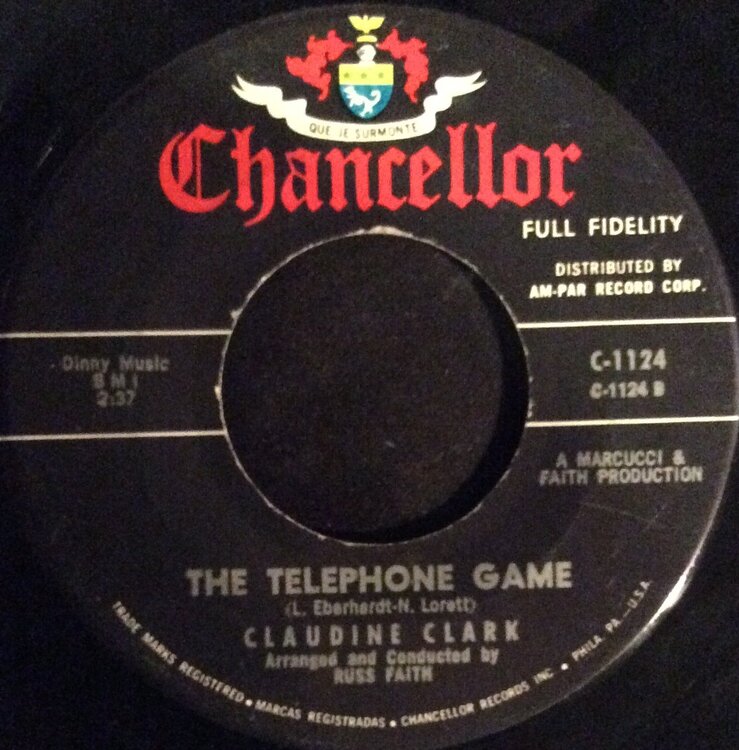 QUE JE SURMONTE
Chancellor
FULL FIDELITY
DISTRIBUTED BY
AM-PAR RECORD CORP.
Dinny Music
BMI
2:37
C-1124
C-1124 B
A MARCUCCI &
FAITH PRODUCTION
THE TELEPHONE GAME
(L. Eberhardt-N. Lorett)
CLAUDINE CLARK
Arranged and Conducted by
RUSS FAITH
TRADE MARKS REGISTERED • MARCAS REGISTRADAS • CHANCELLOR RECORDS INC • PHILA PA.-U.S.A.